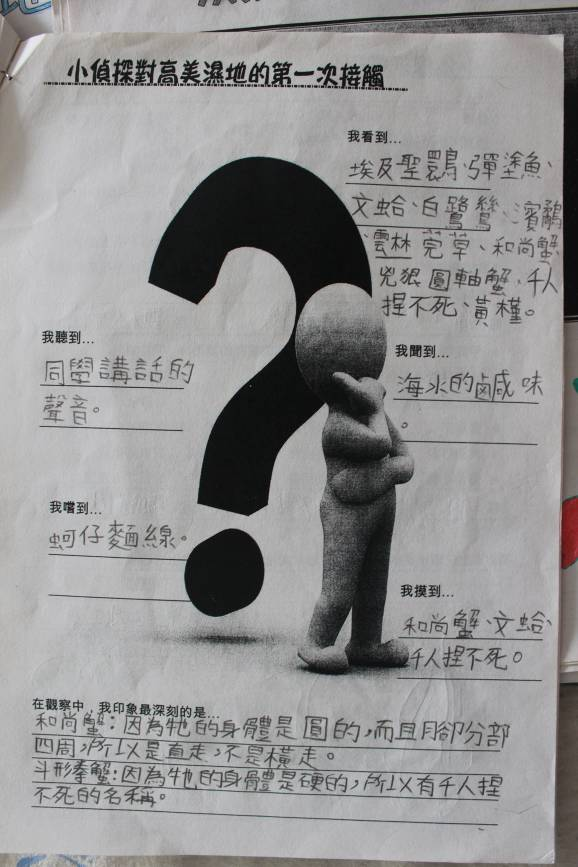 小偵探對高美濕地的第一次接觸
我看到…
埃及聖鹮、彈塗魚、
文蛤、白鷺鷥、濱鷸
、雲林莞草、和尚蟹
兇狠圓軸蟹、千人
捏不死、黃槿。
我聽到…
同學講話的
聲音。
我聞到…
海水的鹹味
。
我嚐到…
蚵仔麵線。
我摸到…
和尚蟹、文蛤、
千人捏不死。
在觀察中，我印象最深刻的是…
和尚蟹:因為牠的身體是圓的,而且月卻分部
四周,所以是直走,不是橫走。
斗形拳蟹:因為牠的身體是硬的,所以有千人捏
不死的名稱。